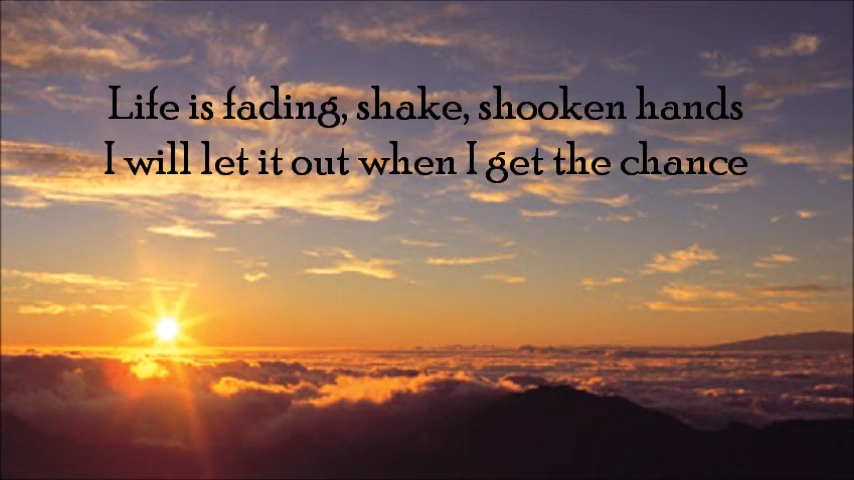 Life is fading, shake, shooken hands
I will let it out when I get the chance